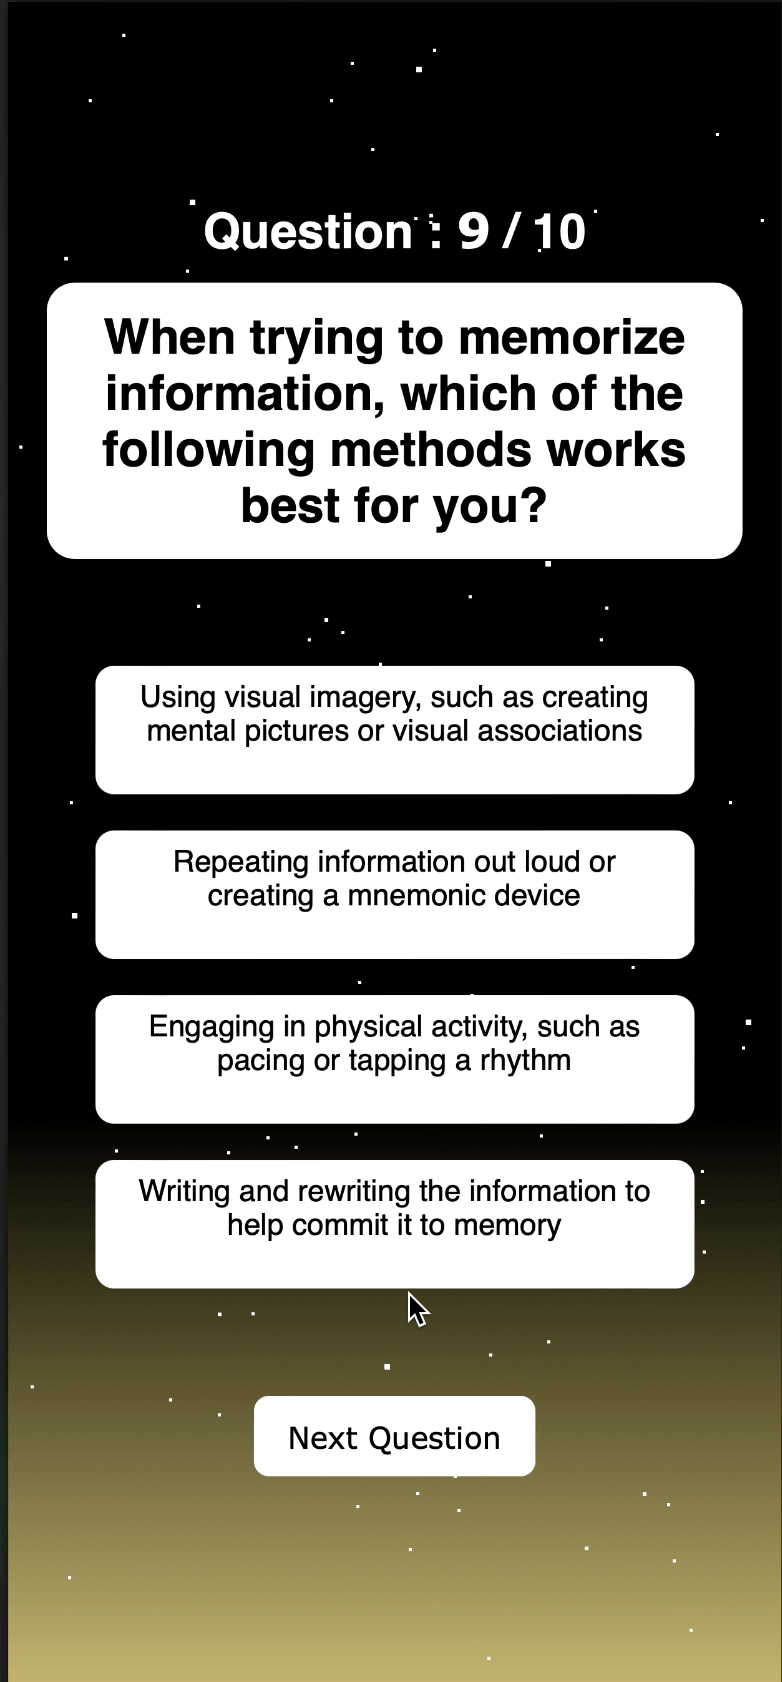 Question : 9 / 10
When trying to memorize
information, which of the
following methods works
best for you?
Using visual imagery, such as creating
mental pictures or visual associations
Repeating information out loud or
creating a mnemonic device
Engaging in physical activity, such as
pacing or tapping a rhythm
Writing and rewriting the information to
help commit it to memory
Next Question